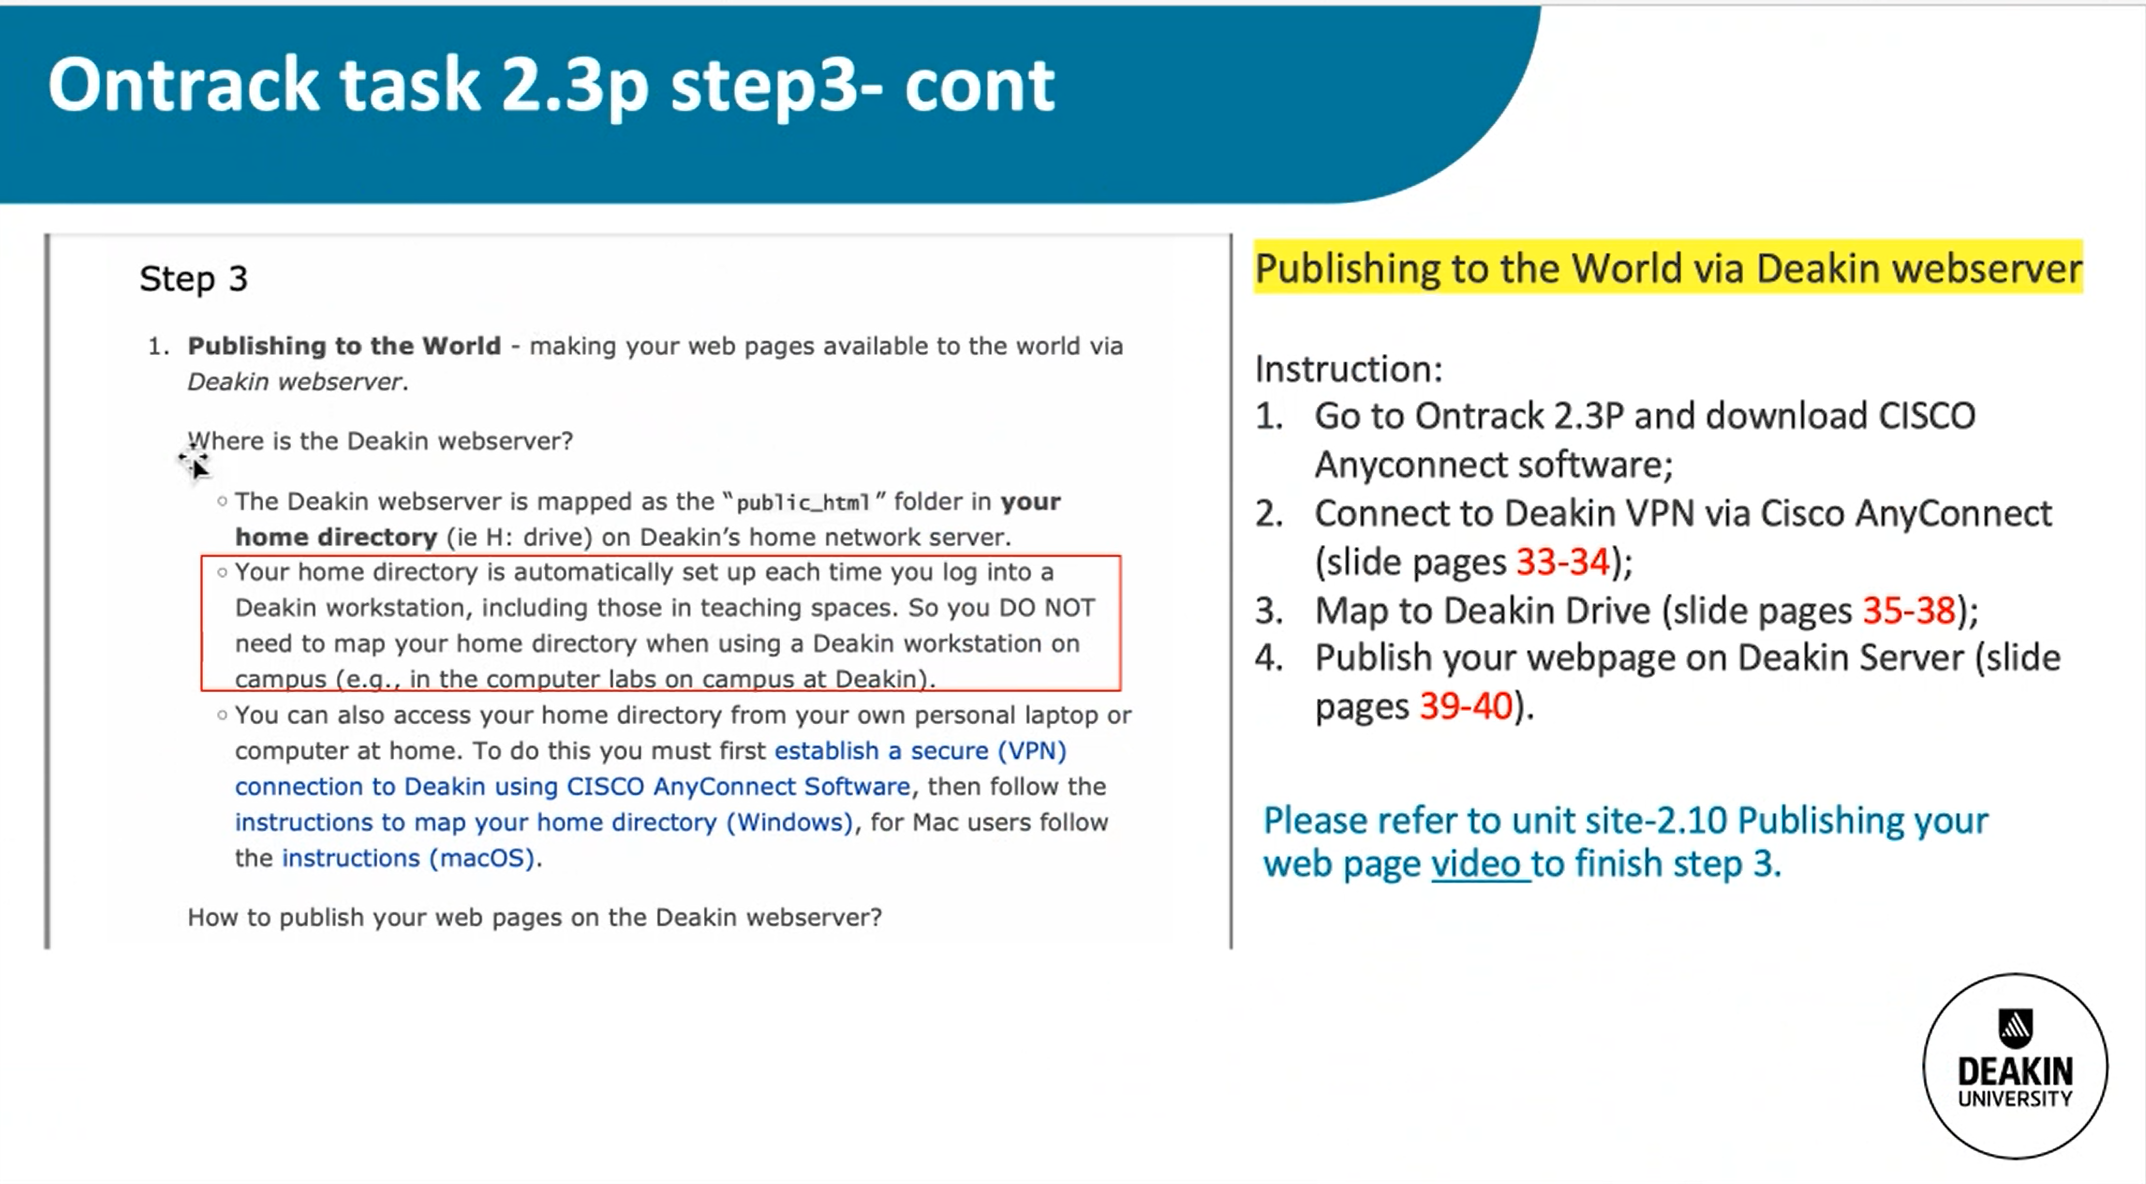 Ontrack task 2.3p step3- cont
Step 3
1. Publishing to the World - making your web pages available to the world via
Deakin webserver.
Where is the Deakin webserver?
◦ The Deakin webserver is mapped as the "public_html" folder in your
home directory (ie H: drive) on Deakin's home network server.
◦ Your home directory is automatically set up each time you log into a
Deakin workstation, including those in teaching spaces. So you DO NOT
need to map your home directory when using a Deakin workstation on
campus (e.g., in the computer labs on campus at Deakin).
◦ You can also access your home directory from your own personal laptop or
computer at home. To do this you must first establish a secure (VPN)
connection to Deakin using CISCO AnyConnect Software, then follow the
instructions to map your home directory (Windows), for Mac users follow
the instructions (macOS).
How to publish your web pages on the Deakin webserver?
Publishing to the World via Deakin webserver
Instruction:
1. Go to Ontrack 2.3P and download CISCO
Anyconnect software;
2. Connect to Deakin VPN via Cisco AnyConnect
(slide pages 33-34);
3. Map to Deakin Drive (slide pages 35-38);
4. Publish your webpage on Deakin Server (slide
pages 39-40).
Please refer to unit site-2.10 Publishing your
web page video to finish step 3.
DEAKIN
UNIVERSITY